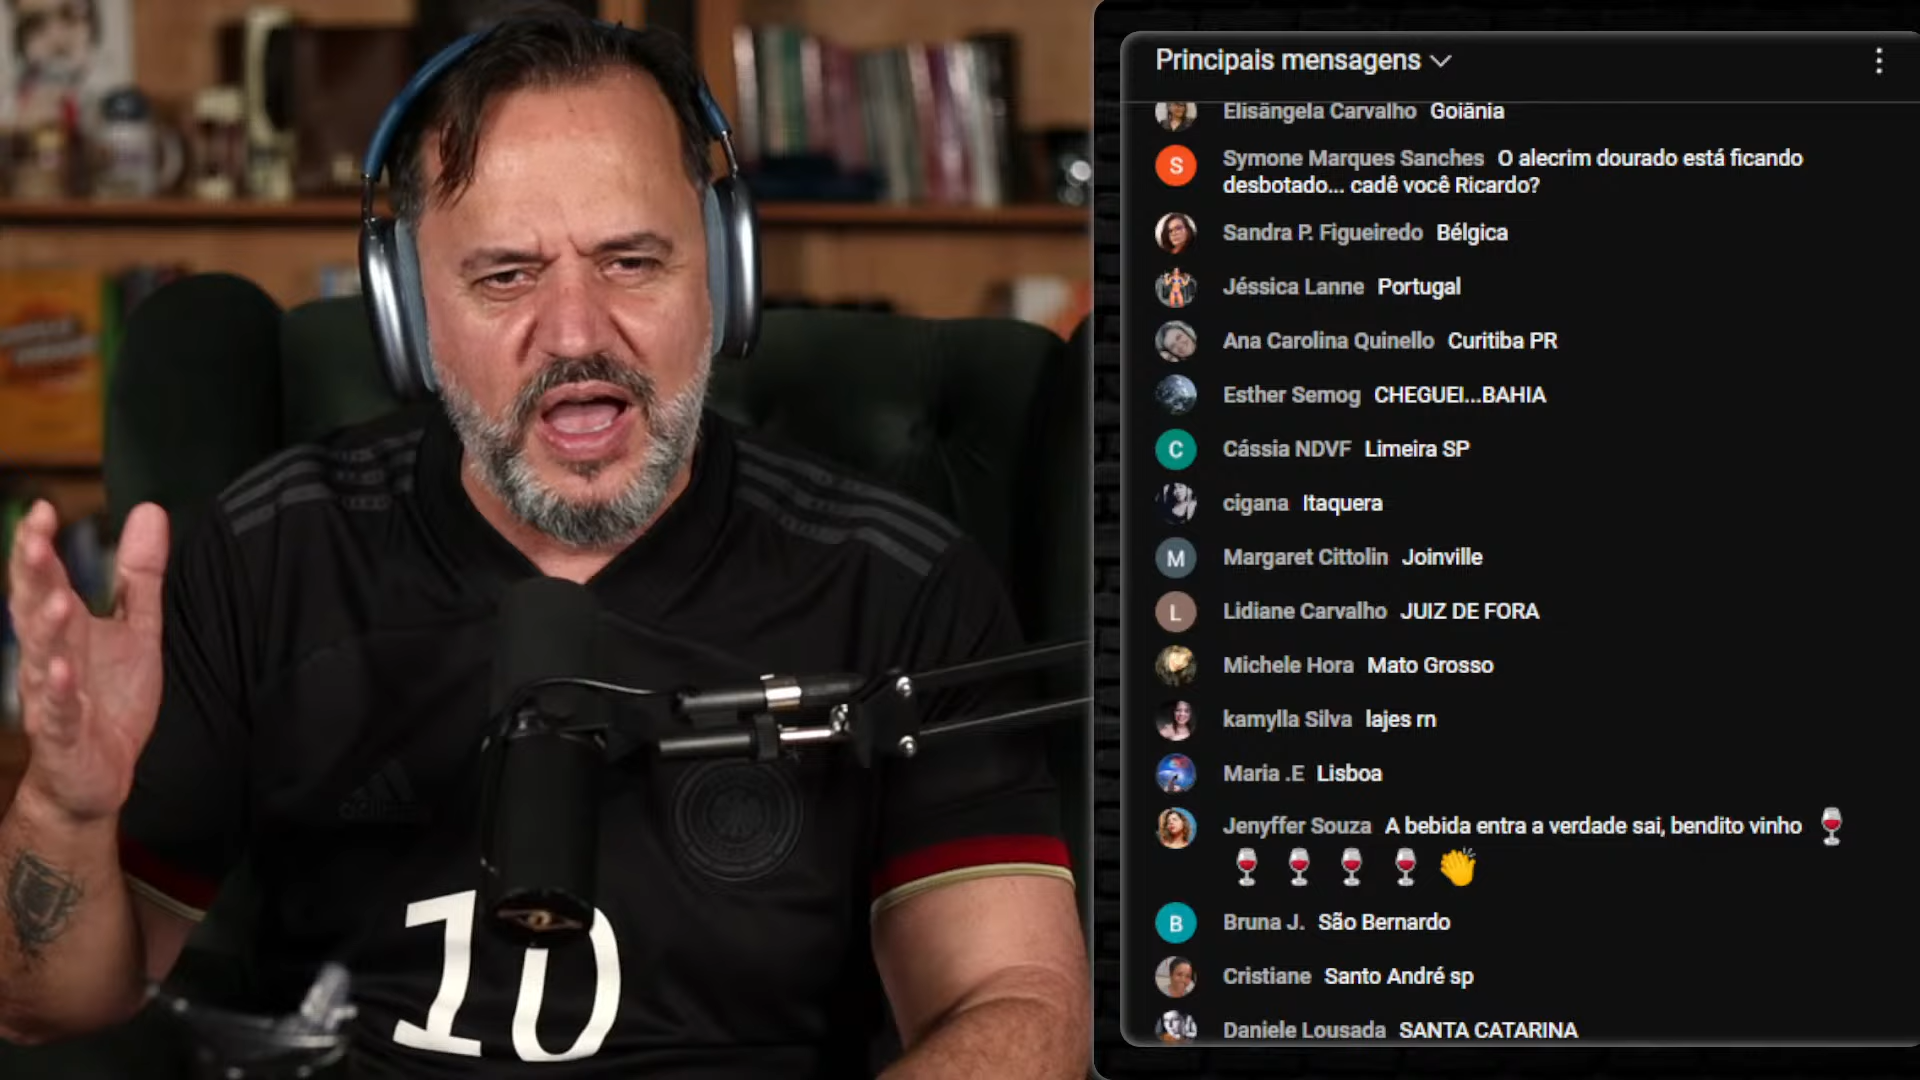 Principais mensagens
Elisângela Carvalho Goiânia
Symone Marques Sanches O alecrim dourado está ficando
desbotado... cadê você Ricardo?
Sandra P. Figueiredo Bélgica
Jéssica Lanne Portugal
Ana Carolina Quinello Curitiba PR
Esther Semog CHEGUEI...BAHIA
C Cássia NDVF Limeira SP
cigana Itaquera
M Margaret Cittolin Joinville
L Lidiane Carvalho JUIZ DE FORA
Michele Hora Mato Grosso
kamylla Silva lajes rn
Maria .E Lisboa
Jenyffer Souza A bebida entra a verdade sai, bendito vinho
B Bruna J. São Bernardo
Cristiane Santo André sp
Daniele Lousada SANTA CATARINA
S
10